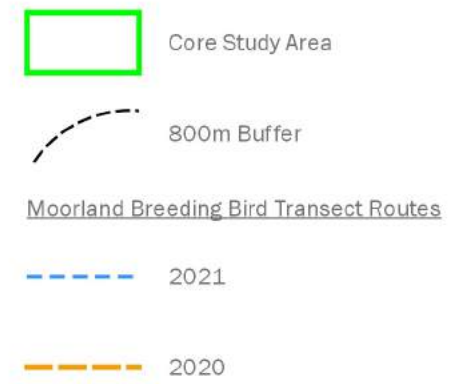 Core Study Area
800m Buffer
Moorland Breeding Bird Transect Routes
2021
2020